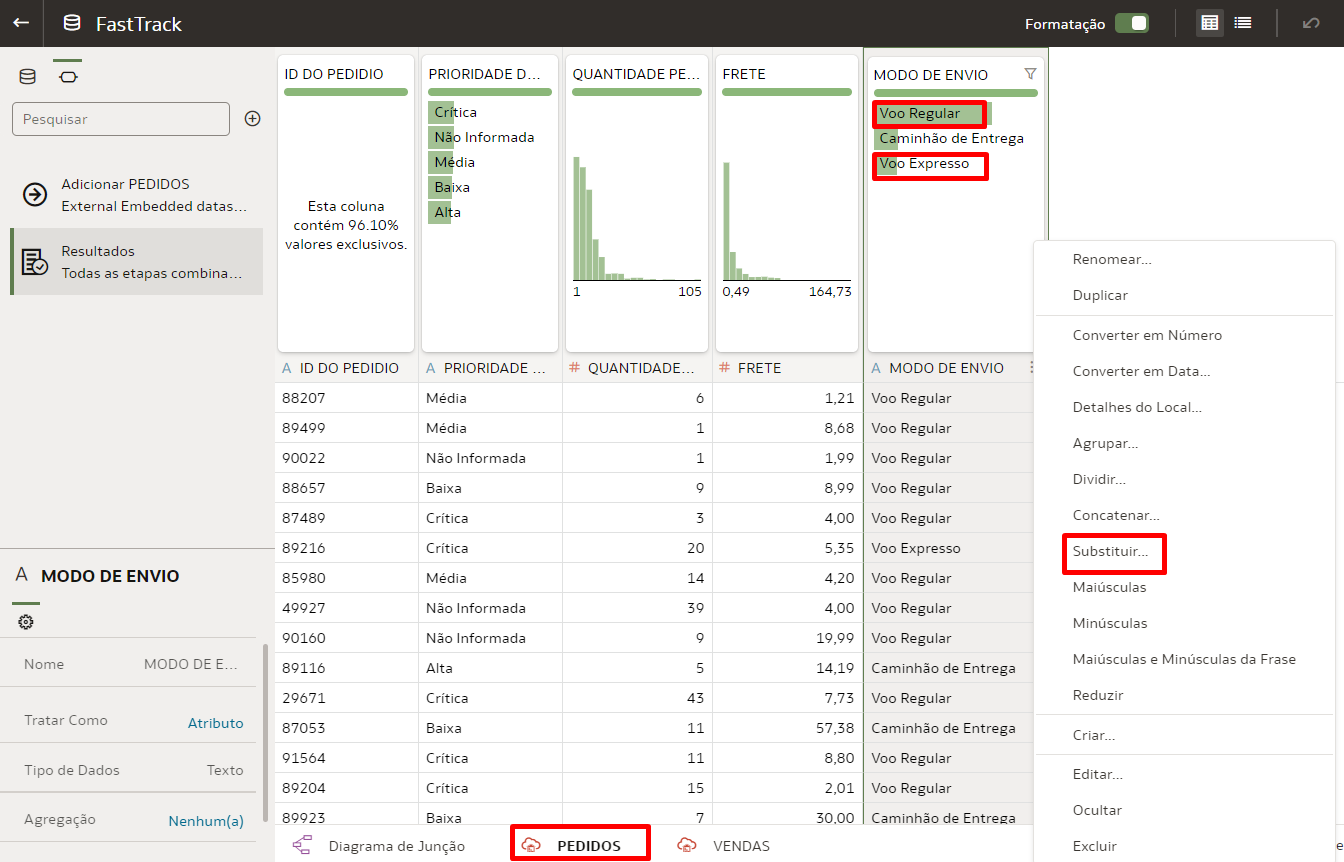 FastTrack
Formatação
Pesquisar
Adicionar PEDIDOS
External Embedded datas...
Resultados
Todas as etapas combina...
A MODO DE ENVIO
Nome MODO DE E...
Tratar Como Atributo
Tipo de Dados Texto
Agregação Nenhum(a)
ID DO PEDIDIO
Esta coluna
contém 96.10%
valores exclusivos.
PRIORIDADE D...
Crítica
Não Informada
Média
Baixa
Alta
QUANTIDADE PE...
1 105
FRETE
0,49 164,73
MODO DE ENVIO
Voo Regular
Caminhão de Entrega
Voo Expresso
A ID DO PEDIDIO A PRIORIDADE ... # QUANTIDADE... # FRETE A MODO DE ENVIO
88207 Média 6 1,21 Voo Regular
89499 Média 1 8,68 Voo Regular
90022 Não Informada 1 1,99 Voo Regular
88657 Baixa 9 8,99 Voo Regular
87489 Crítica 3 4,00 Voo Regular
89216 Crítica 20 5,35 Voo Expresso
85980 Média 14 4,20 Voo Regular
49927 Não Informada 39 4,00 Voo Regular
90160 Não Informada 9 19,99 Voo Regular
89116 Alta 5 14,19 Caminhão de Entrega
29671 Crítica 43 7,73 Voo Regular
87053 Baixa 11 57,38 Caminhão de Entrega
91564 Crítica 11 8,80 Voo Regular
89204 Crítica 15 2,01 Voo Regular
89923 Baixa 7 30,00 Caminhão de Entrega
Renomear...
Duplicar
Converter em Número
Converter em Data...
Detalhes do Local...
Agrupar...
Dividir...
Concatenar...
Substituir...
Maiúsculas
Minúsculas
Maiúsculas e Minúsculas da Frase
Reduzir
Criar...
Editar...
Ocultar
Excluir
Diagrama de Junção PEDIDOS VENDAS